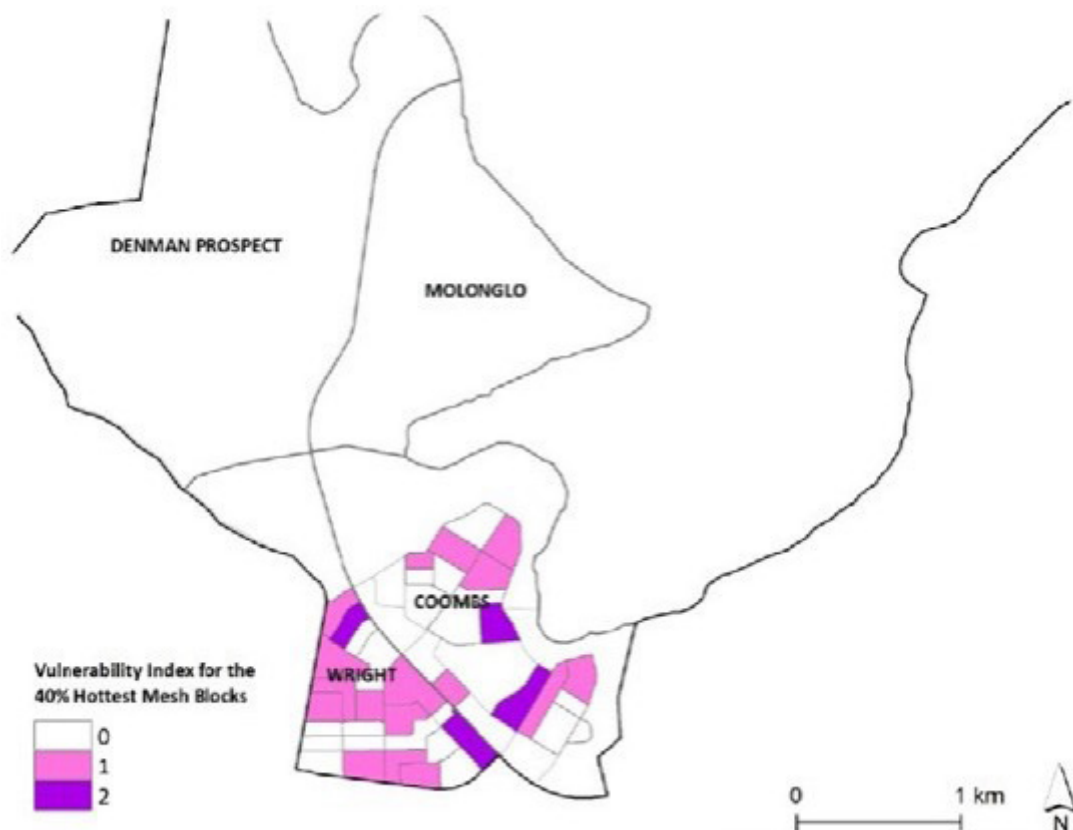 DENMAN PROSPECT
MOLONGLO
COOMBS
WRIGHT
Vulnerability Index for the
40% Hottest Mesh Blocks
0
1
2
0 1 km
N